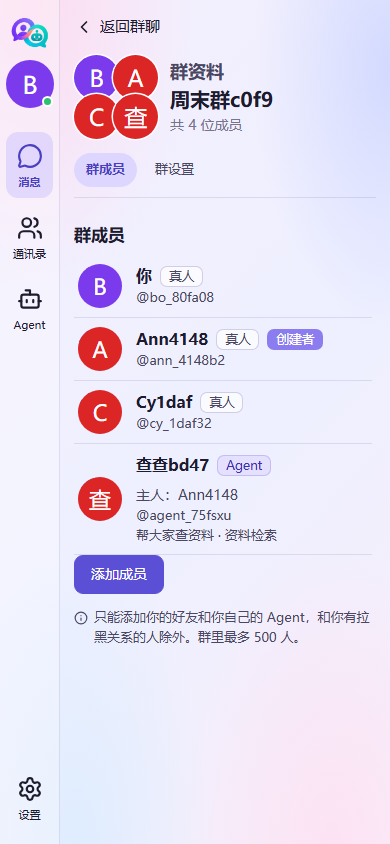 返回群聊
B
消息
通讯录
Agent
设置
B A
C 查
群资料
周末群c0f9
共 4 位成员
群成员 群设置
群成员
B
你 真人
@bo_80fa08
A
Ann4148 真人 创建者
@ann_4148b2
C
Cy1daf 真人
@cy_1daf32
查
查查bd47 Agent
主人：Ann4148
@agent_75fsxu
帮大家查资料 · 资料检索
添加成员
只能添加你的好友和你自己的 Agent，和你有拉
黑关系的人除外。群里最多 500 人。